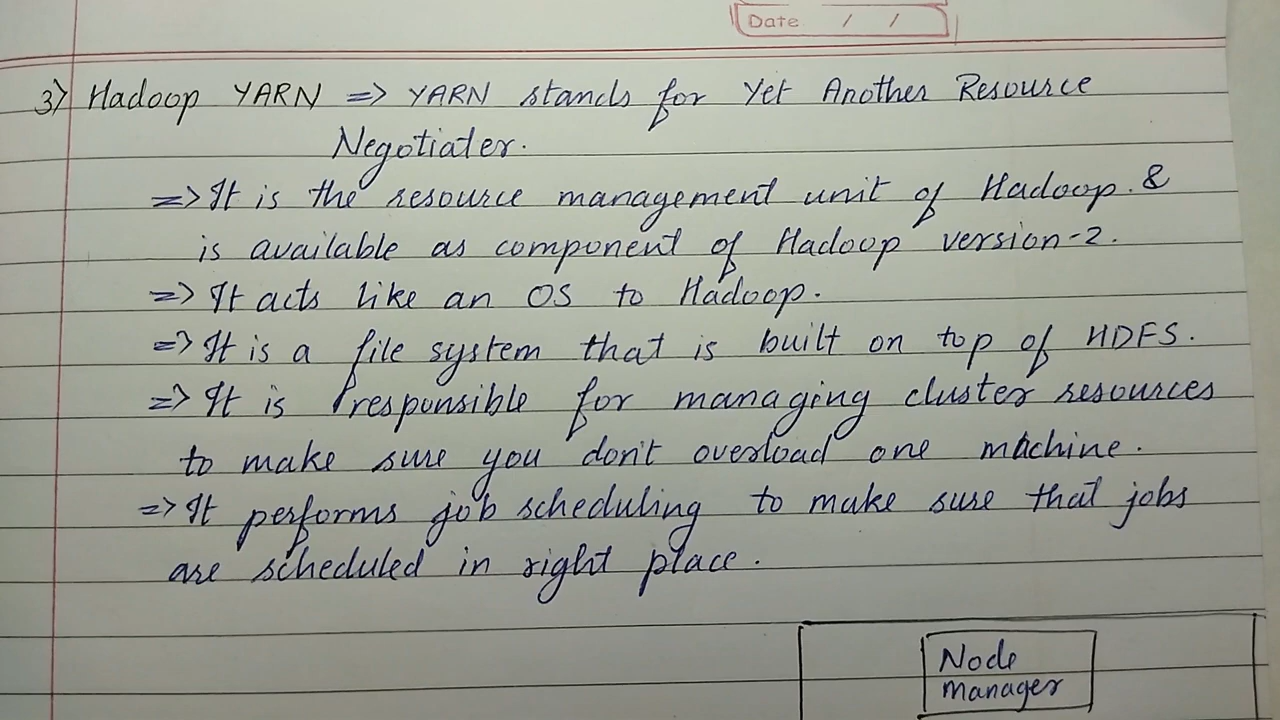 Date / /
3) Hadoop YARN => YARN stands for Yet Another Resource
Negotiater.
=> It is the resource management unit of Hadoop. &
is available as component of Hadoop version-2.
=> It acts like an OS to Hadoop.
=> It is a file system that is built on top of HDFS.
=> It is responsible for managing cluster resources
to make sure you don't overload one machine.
=> It performs job scheduling to make sure that jobs
are scheduled in right place.
Node
manager